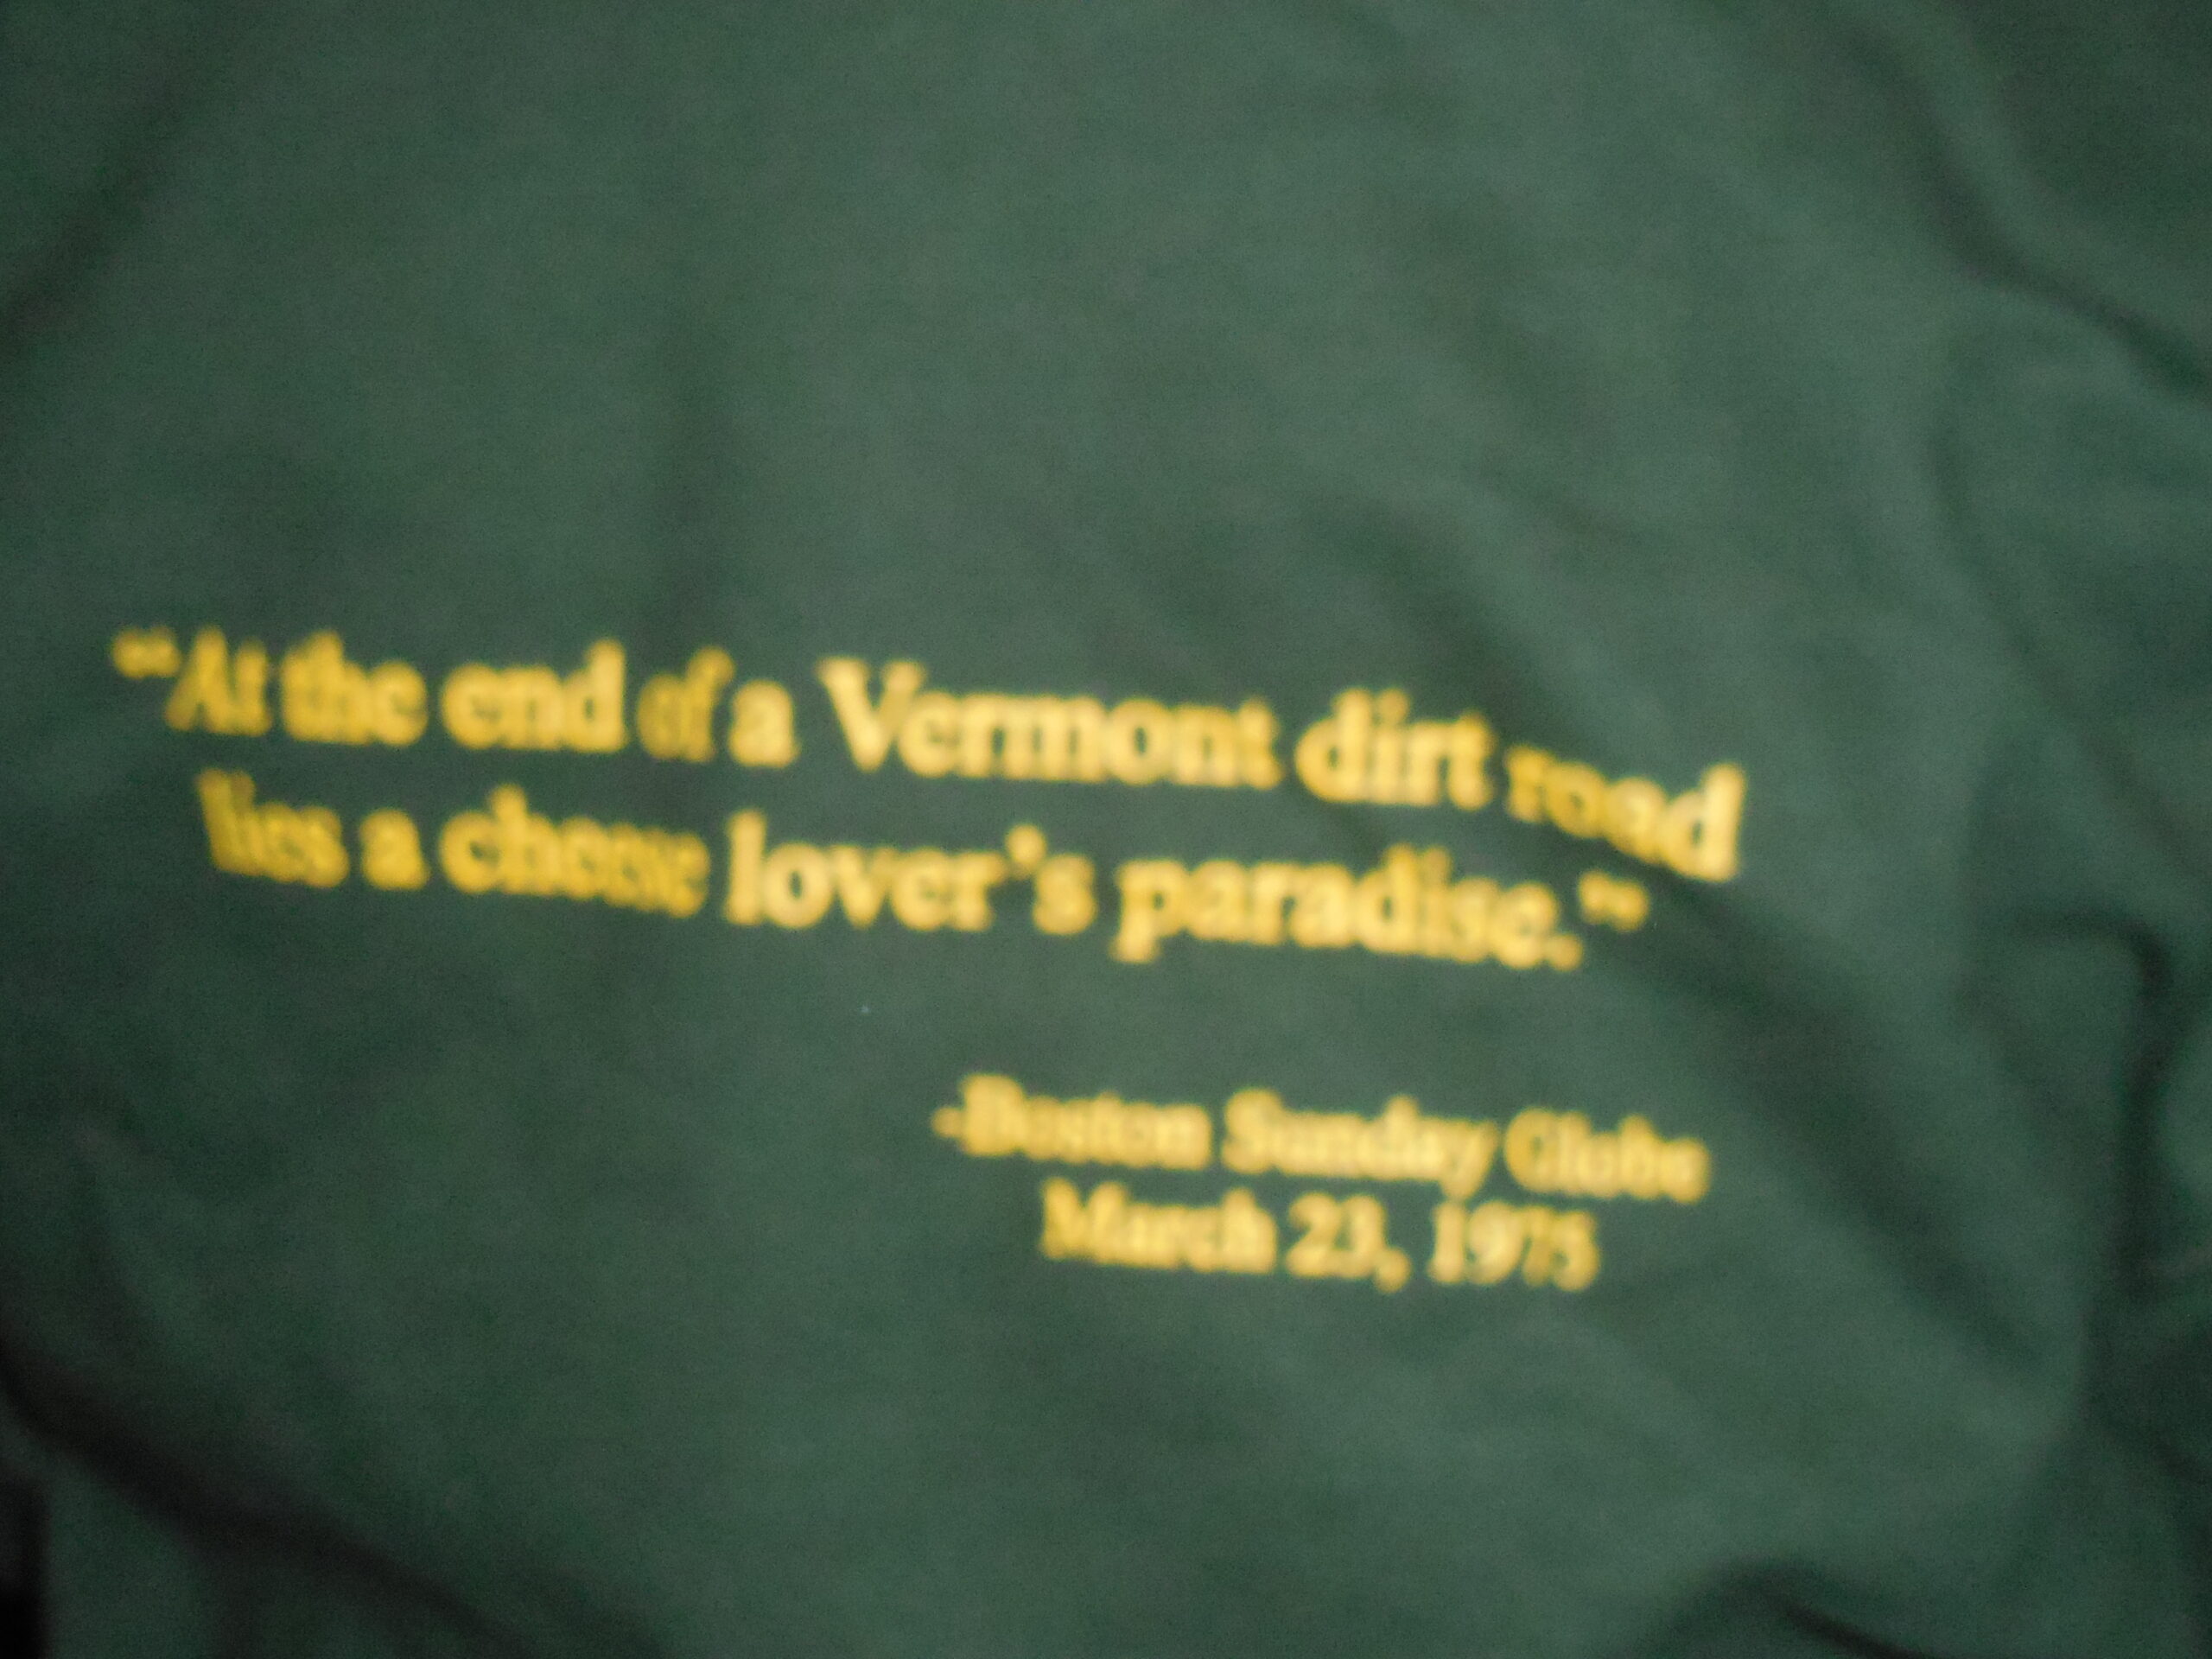 “At the end of a Vermont dirt road
lies a cheese lover’s paradise.”
-Boston Sunday Globe
March 23, 1975